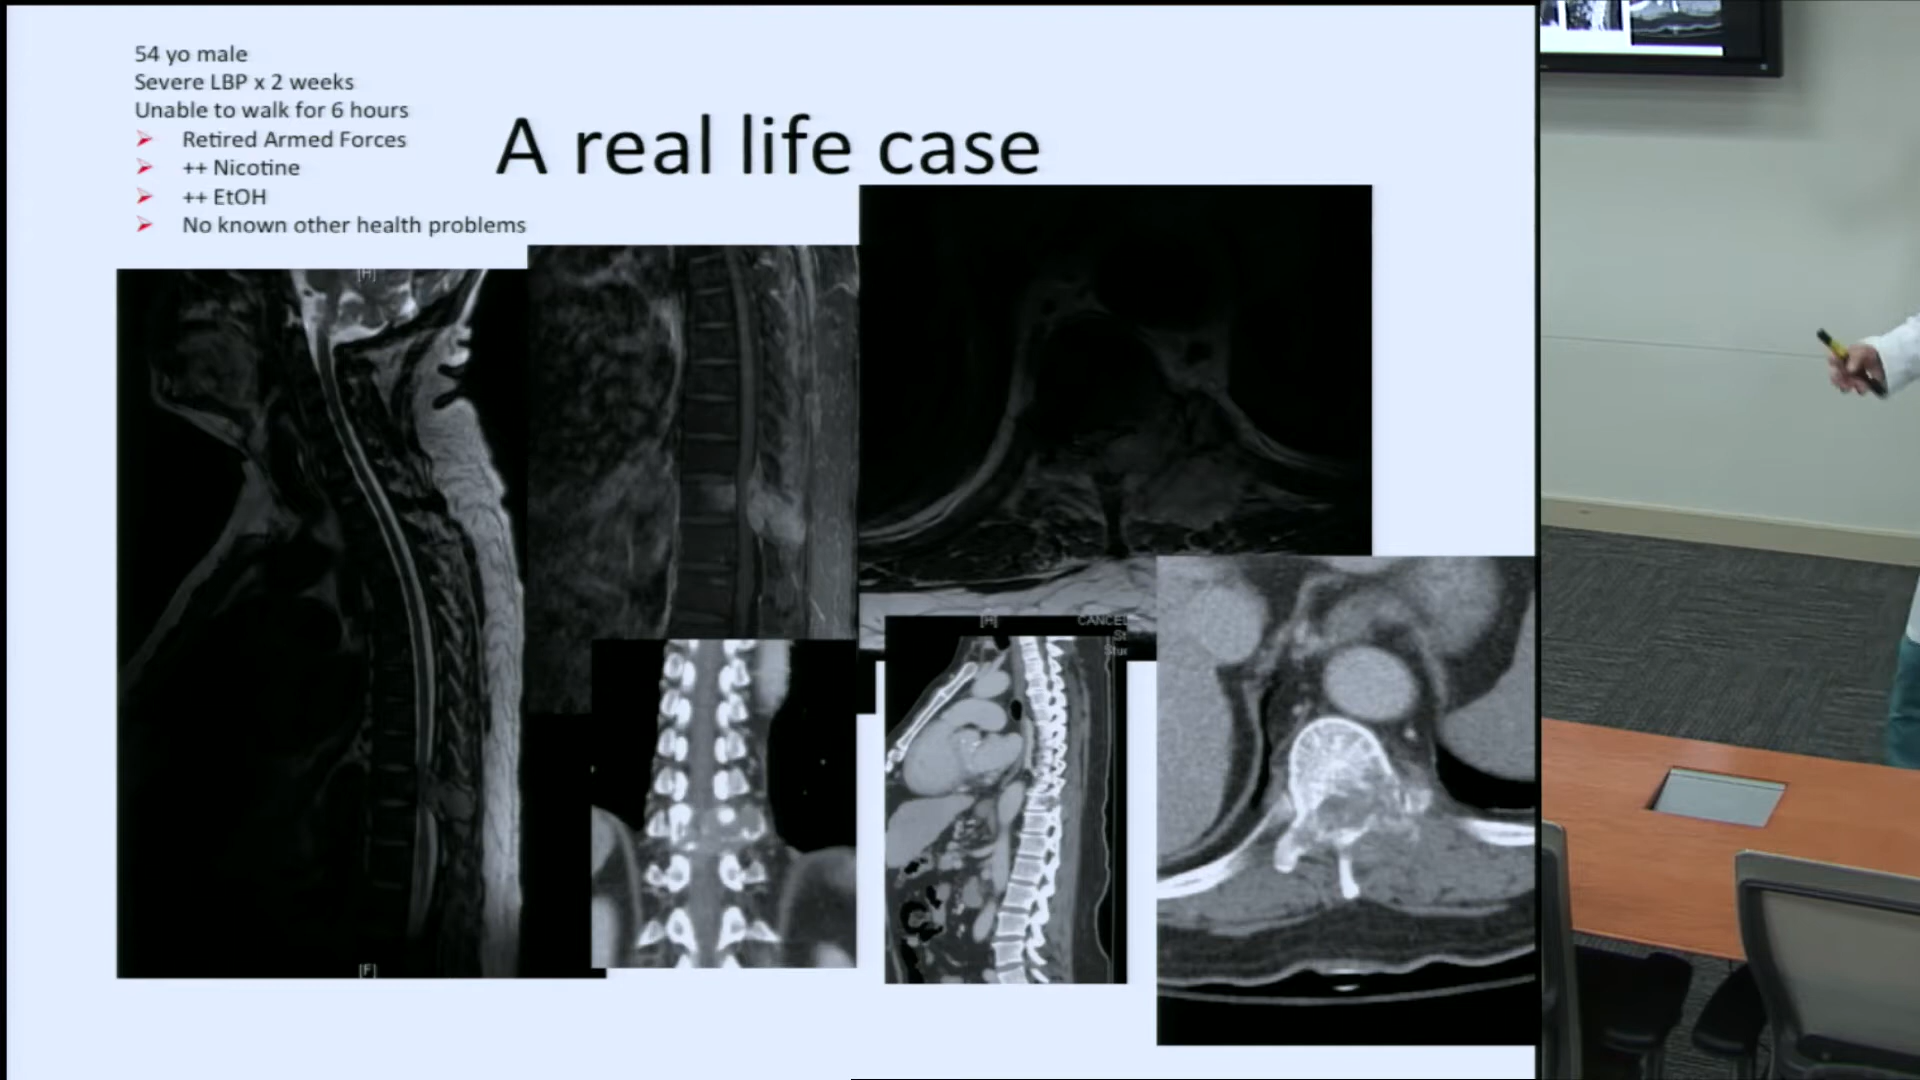 54 yo male
Severe LBP x 2 weeks
Unable to walk for 6 hours
Retired Armed Forces
++ Nicotine
++ EtOH
No known other health problems
A real life case
[H]
[H]
[F]